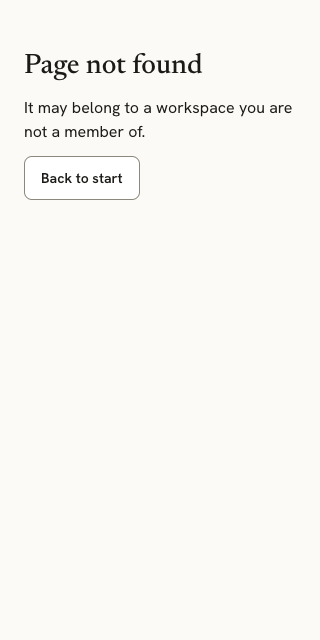 Page not found
It may belong to a workspace you are
not a member of.
Back to start